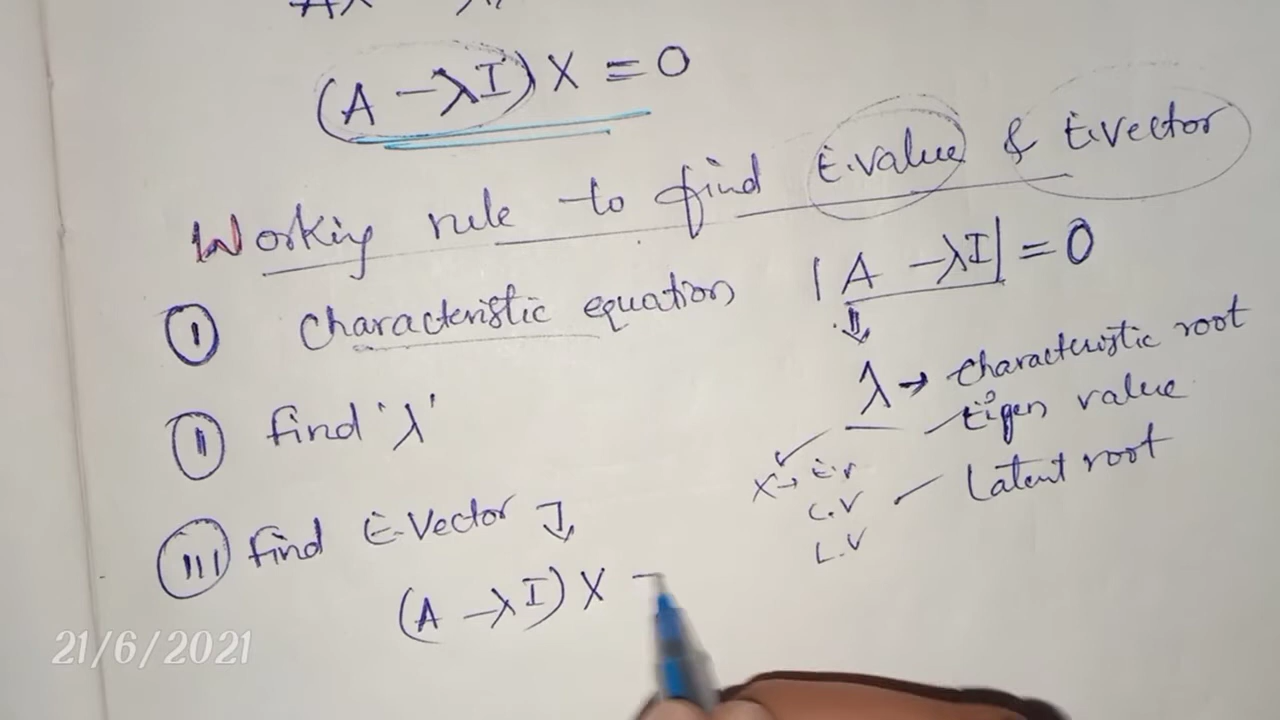 (A - λI) X = 0
Working rule to find E.value & E.vector
I Characteristic equation |A - λI| = 0
λ → Characteristic root
Eigen value
Latent root
X → E.V
C.V
L.V
II find 'λ'
III find E.Vector
(A - λI) X -
21/6/2021